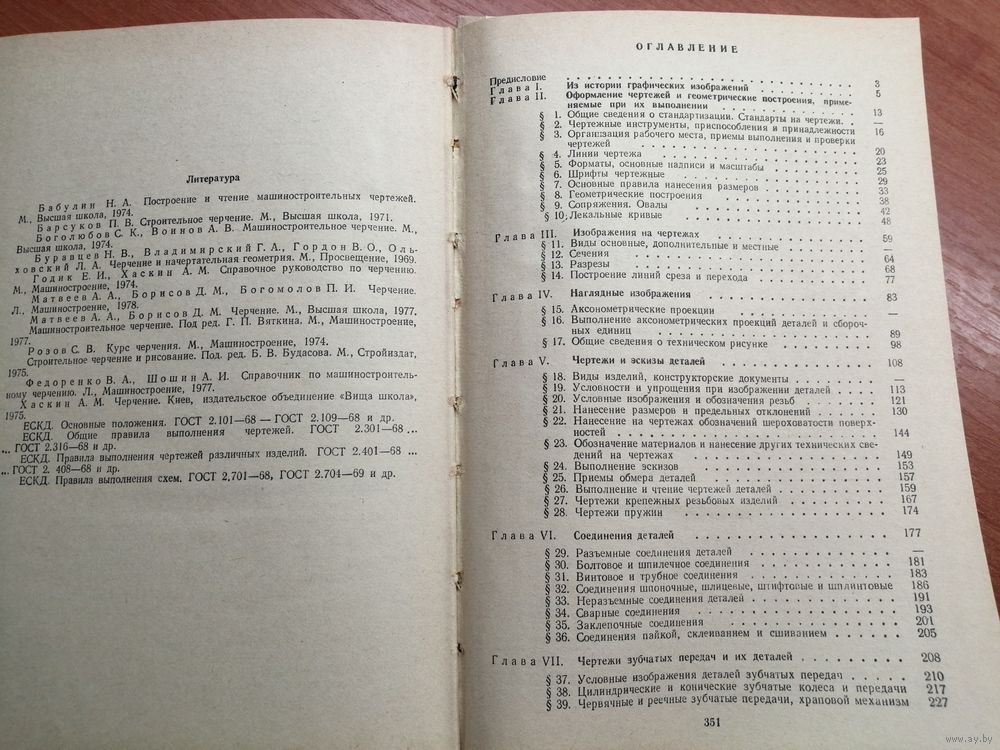 Литература
Бабулин Н. А. Построение и чтение машиностроительных чертежей.
М., Высшая школа, 1974.
Барсуков П. В. Строительное черчение. М., Высшая школа, 1971.
Боголюбов С. К., Воинов А. В. Машиностроительное черчение. М.,
Высшая школа, 1974.
Буравцев Н. В., Владимирский Г. А., Гордон В. О., Оль-
ховский Л. А. Черчение и начертательная геометрия. М., Просвещение, 1969.
Годик Е. И., Хаскин А. М. Справочное руководство по черчению.
М., Машиностроение, 1974.
Матвеев А. А., Борисов Д. М., Богомолов П. И. Черчение.
Л., Машиностроение, 1978.
Матвеев А. А., Борисов Д. М. Черчение. М., Высшая школа, 1977.
Машиностроительное черчение. Под ред. Г. П. Вяткина. М., Машиностроение,
1977.
Розов С. В. Курс черчения. М., Машиностроение, 1974.
Строительное черчение и рисование. Под. ред. Б. В. Будасова. М., Стройиздат,
1975.
Федоренко В. А., Шошин А. И. Справочник по машинострои­тель-
ному черчению. Л., Машиностроение, 1977.
Хаскин А. М. Черчение. Киев, издательское объединение «Вища школа»,
1975.
ЕСКД. Основные положения. ГОСТ 2.101—68 — ГОСТ 2.109—68 и др.
ЕСКД. Общие правила выполнения чертежей. ГОСТ 2.301—68 ...
... ГОСТ 2.316—68 и др.
ЕСКД. Правила выполнения чертежей различных изделий. ГОСТ 2.401—68 ...
... ГОСТ 2. 408—68 и др.
ЕСКД. Правила выполнения схем. ГОСТ 2.701—68, ГОСТ 2.704—69 и др.
ОГЛАВЛЕНИЕ
Предисловие . . . 3
Глава I. Из истории графических изображений . . . 5
Глава II. Оформление чертежей и геометрические построения, приме-
няемые при их выполнении . . . 13
§ 1. Общие сведения о стандартизации. Стандарты на чертежи. . —
§ 2. Чертежные инструменты, приспособления и принадлежности 16
§ 3. Организация рабочего места, приемы выполнения и проверки
чертежей . . . 20
§ 4. Линии чертежа . . . 23
§ 5. Форматы, основные надписи и масштабы . . . 25
§ 6. Шрифты чертежные . . . 29
§ 7. Основные правила нанесения размеров . . . 33
§ 8. Геометрические построения . . . 38
§ 9. Сопряжения. Овалы . . . 42
§ 10. Лекальные кривые . . . 48
Глава III. Изображения на чертежах . . . 59
§ 11. Виды основные, дополнительные и местные . . . —
§ 12. Сечения . . . 64
§ 13. Разрезы . . . 68
§ 14. Построение линий среза и перехода . . . 77
Глава IV. Наглядные изображения . . . 83
§ 15. Аксонометрические проекции . . . —
§ 16. Выполнение аксонометрических проекций деталей и сбороч-
ных единиц . . . 89
§ 17. Общие сведения о техническом рисунке . . . 98
Глава V. Чертежи и эскизы деталей . . . 108
§ 18. Виды изделий, конструкторские документы . . . —
§ 19. Условности и упрощения при изображении деталей . . . 113
§ 20. Условные изображения и обозначения резьб . . . 121
§ 21. Нанесение размеров и предельных отклонений . . . 130
§ 22. Нанесение на чертежах обозначений шероховатости поверх-
ностей . . . 144
§ 23. Обозначение материалов и нанесение других технических све-
дений на чертежах . . . 149
§ 24. Выполнение эскизов . . . 153
§ 25. Приемы обмера деталей . . . 157
§ 26. Выполнение и чтение чертежей деталей . . . 159
§ 27. Чертежи крепежных резьбовых изделий . . . 167
§ 28. Чертежи пружин . . . 174
Глава VI. Соединения деталей . . . 177
§ 29. Разъемные соединения деталей . . . —
§ 30. Болтовое и шпилечное соединения . . . 181
§ 31. Винтовое и трубное соединения . . . 183
§ 32. Соединения шпоночные, шлицевые, штифтовые и шплинтовые 186
§ 33. Неразъемные соединения деталей . . . 191
§ 34. Сварные соединения . . . 193
§ 35. Заклепочные соединения . . . 201
§ 36. Соединения пайкой, склеиванием и сшиванием . . . 205
Глава VII. Чертежи зубчатых передач и их деталей . . . 208
§ 37. Условные изображения деталей зубчатых передач . . . 210
§ 38. Цилиндрические и конические зубчатые колеса и передачи 217
§ 39. Червячные и реечные зубчатые передачи, храповой механизм 227
351
www.ay.by